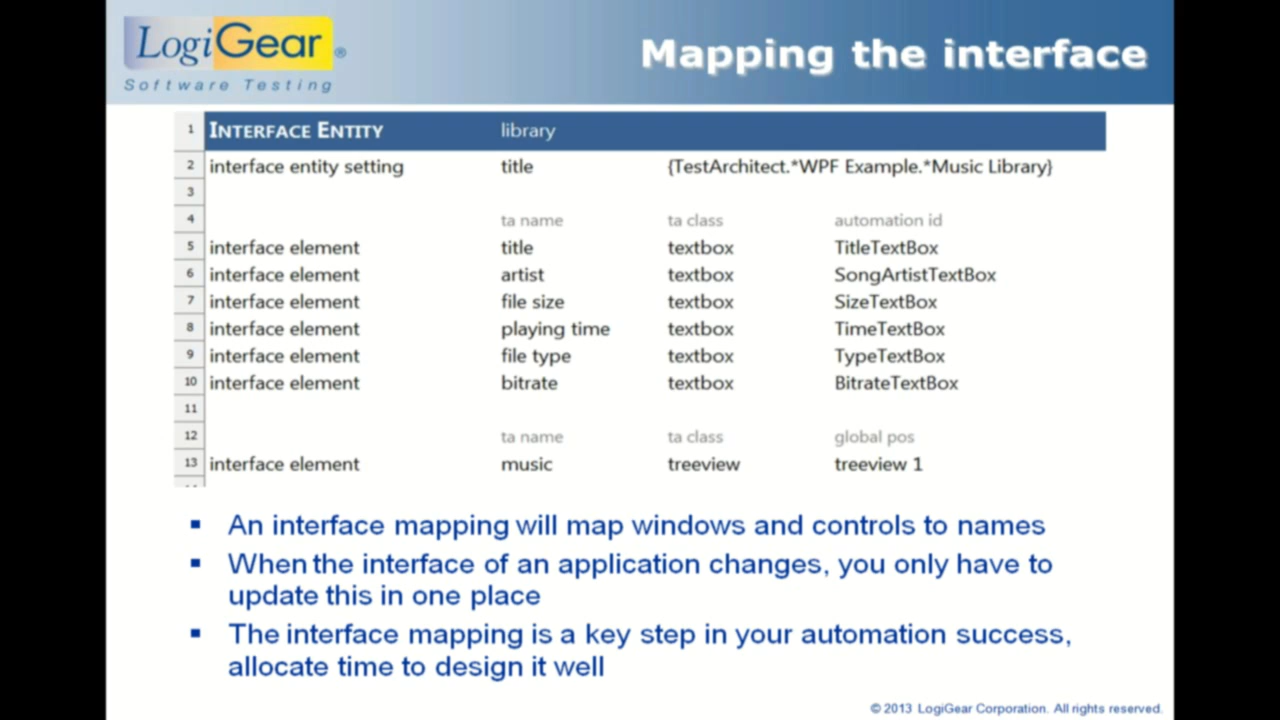 LogiGear®
Software Testing
Mapping the interface
1 INTERFACE ENTITY library
2 interface entity setting title {TestArchitect.*WPF Example.*Music Library}
3
4 ta name ta class automation id
5 interface element title textbox TitleTextBox
6 interface element artist textbox SongArtistTextBox
7 interface element file size textbox SizeTextBox
8 interface element playing time textbox TimeTextBox
9 interface element file type textbox TypeTextBox
10 interface element bitrate textbox BitrateTextBox
11
12 ta name ta class global pos
13 interface element music treeview treeview 1
▪ An interface mapping will map windows and controls to names
▪ When the interface of an application changes, you only have to
update this in one place
▪ The interface mapping is a key step in your automation success,
allocate time to design it well
© 2013 LogiGear Corporation. All rights reserved.